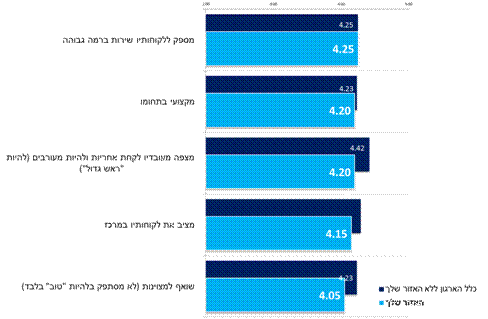 מספק ללקוחותיו שירות ברמה גבוהה
4.25
4.25
מקצועי בתחומו
4.23
4.20
מצפה מעובדיו לקחת אחריות ולהיות מעורבים (להיות
"ראש גדול")
4.42
4.20
מציב את לקוחותיו במרכז
4.15
שואף למצוינות (לא מסתפק בלהיות "טוב" בלבד)
4.23
4.05
כלל הארגון ללא האזור שלך
האזור שלך